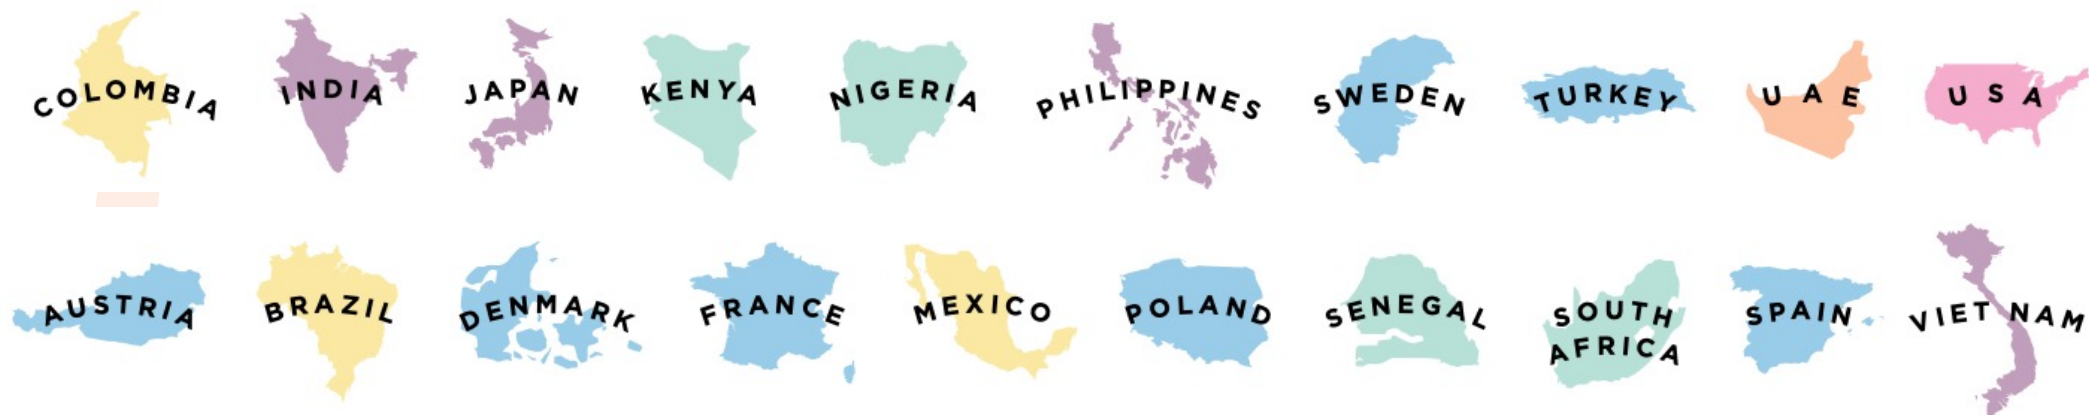 COLOMBIA
INDIA
JAPAN
KENYA
NIGERIA
PHILIPPINES
SWEDEN
TURKEY
UAE
USA
AUSTRIA
BRAZIL
DENMARK
FRANCE
MEXICO
POLAND
SENEGAL
SOUTH
AFRICA
SPAIN
VIET NAM